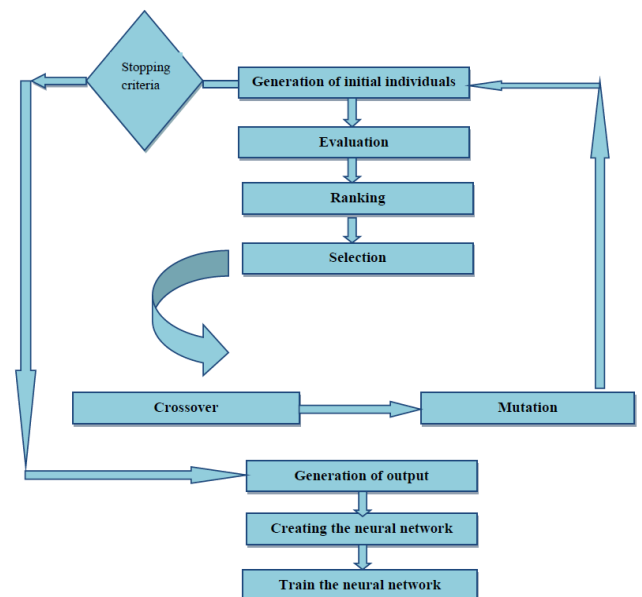 Stopping
criteria
Generation of initial individuals
Evaluation
Ranking
Selection
Crossover
Mutation
Generation of output
Creating the neural network
Train the neural network